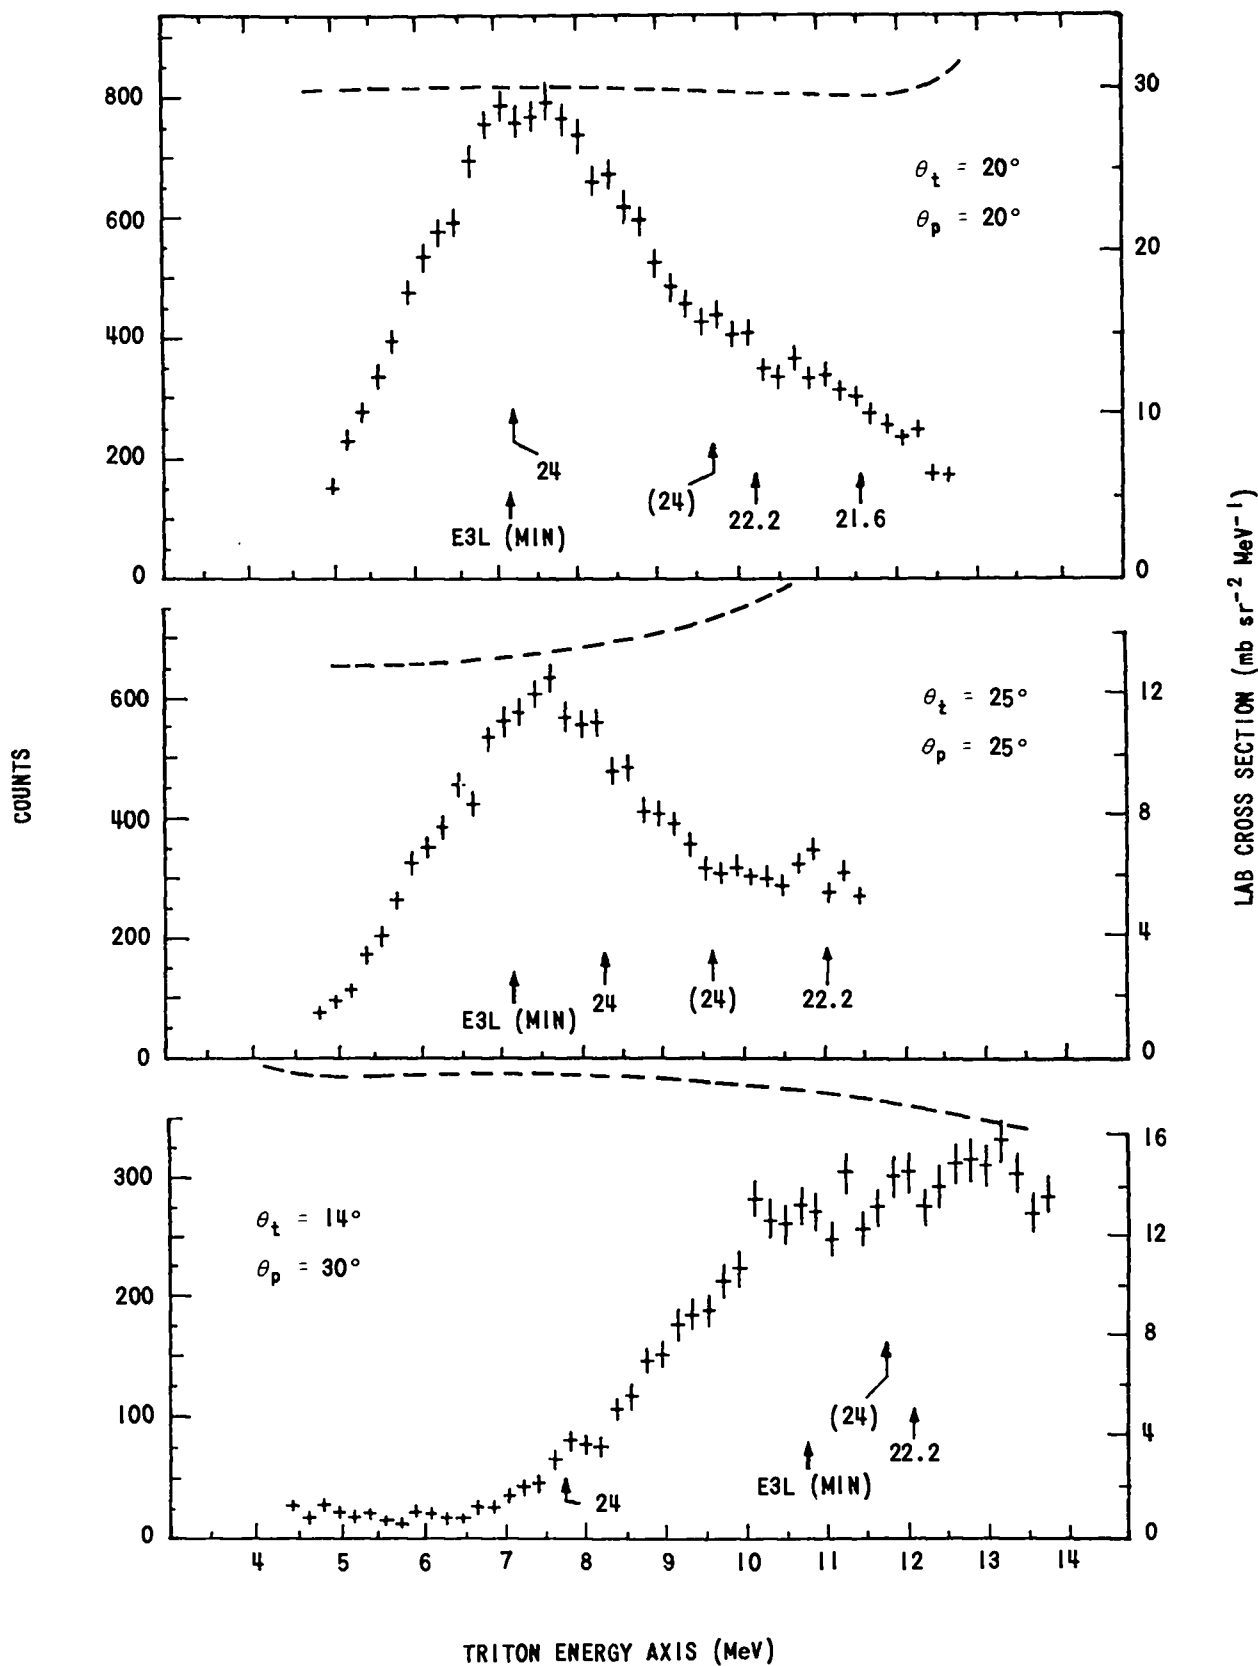 800
600
400
200
0
30
20
10
0
θt = 20°
θp = 20°
24
(24)
22.2
21.6
E3L (MIN)
600
400
200
0
12
8
4
0
θt = 25°
θp = 25°
E3L (MIN)
24
(24)
22.2
300
200
100
0
16
12
8
4
0
θt = 14°
θp = 30°
24
E3L (MIN)
(24)
22.2
4 5 6 7 8 9 10 11 12 13 14
TRITON ENERGY AXIS (MeV)
COUNTS
LAB CROSS SECTION (mb sr⁻² MeV⁻¹)